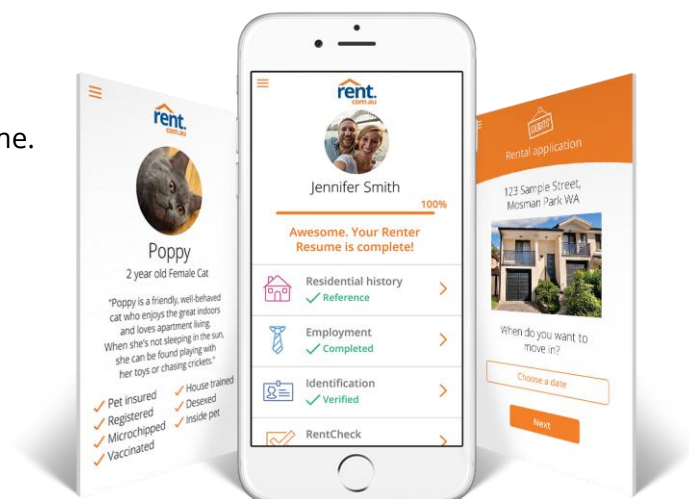 ne.
rent.
com.au
Poppy
2 year old Female Cat
"Poppy is a friendly, well-behaved
cat who enjoys the great indoors
and loves apartment living.
When she's not sleeping in the sun,
she can be found playing with
her toys or chasing crickets."
Pet insured
Registered
Microchipped
Vaccinated
House trained
Desexed
Inside pet
rent.
com.au
Jennifer Smith
100%
Awesome. Your Renter
Resume is complete!
Residential history
Reference
Employment
Completed
Identification
Verified
RentCheck
Rental application
123 Sample Street,
Mosman Park WA
When do you want to
move in?
Choose a date
Next